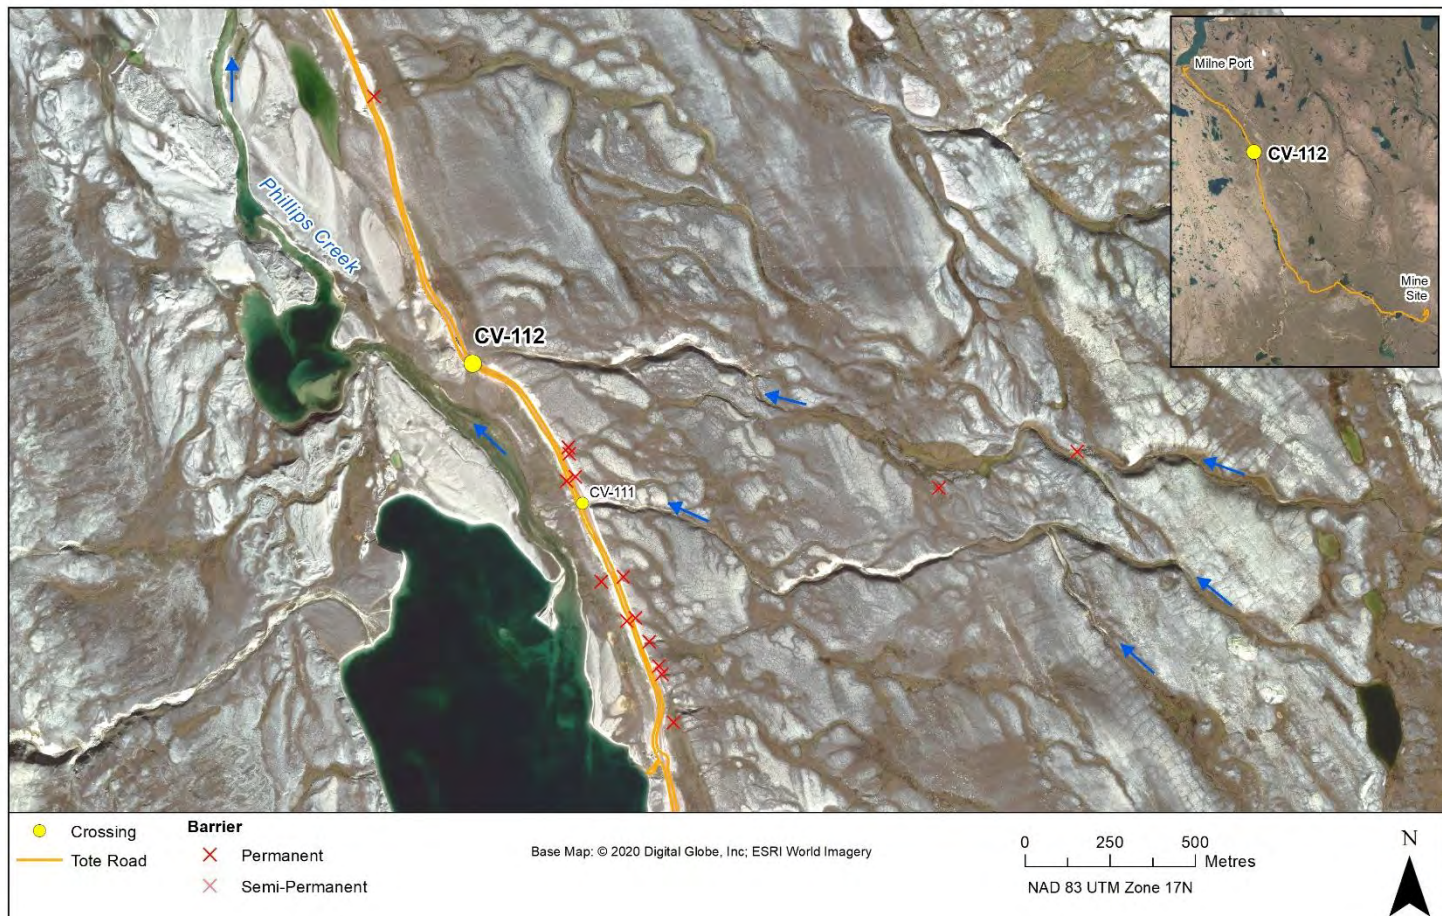 Milne Port
CV-112
Mine
Site
Phillips Creek
CV-112
CV-111
Crossing
Tote Road
Barrier
Permanent
Semi-Permanent
Base Map: © 2020 Digital Globe, Inc; ESRI World Imagery
0 250 500
Metres
NAD 83 UTM Zone 17N
N